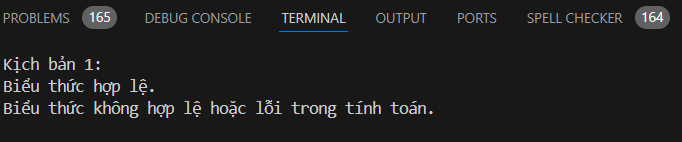 PROBLEMS 165 DEBUG CONSOLE TERMINAL OUTPUT PORTS SPELL CHECKER 164
Kịch bản 1:
Biểu thức hợp lệ.
Biểu thức không hợp lệ hoặc lỗi trong tính toán.